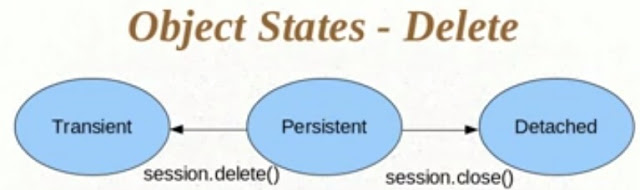 Object States - Delete
Transient
Persistent
Detached
session.delete()
session.close()